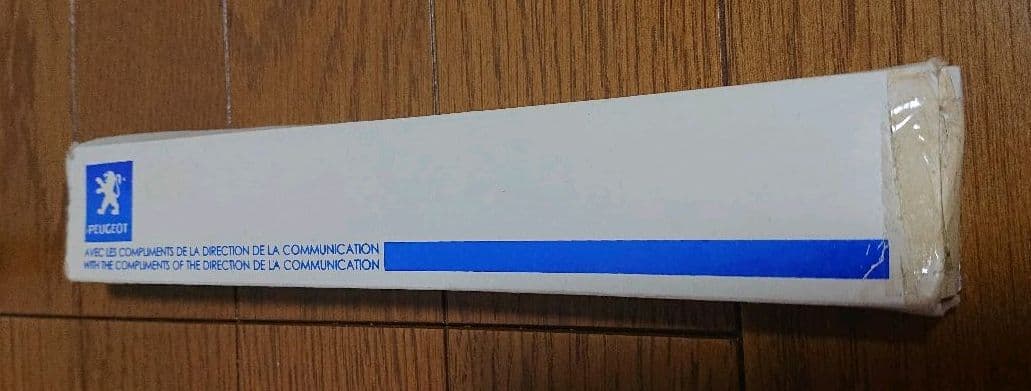 PEUGEOT
AVEC LES COMPLIMENTS DE LA DIRECTION DE LA COMMUNICATION
WITH THE COMPLIMENTS OF THE DIRECTION DE LA COMMUNICATION